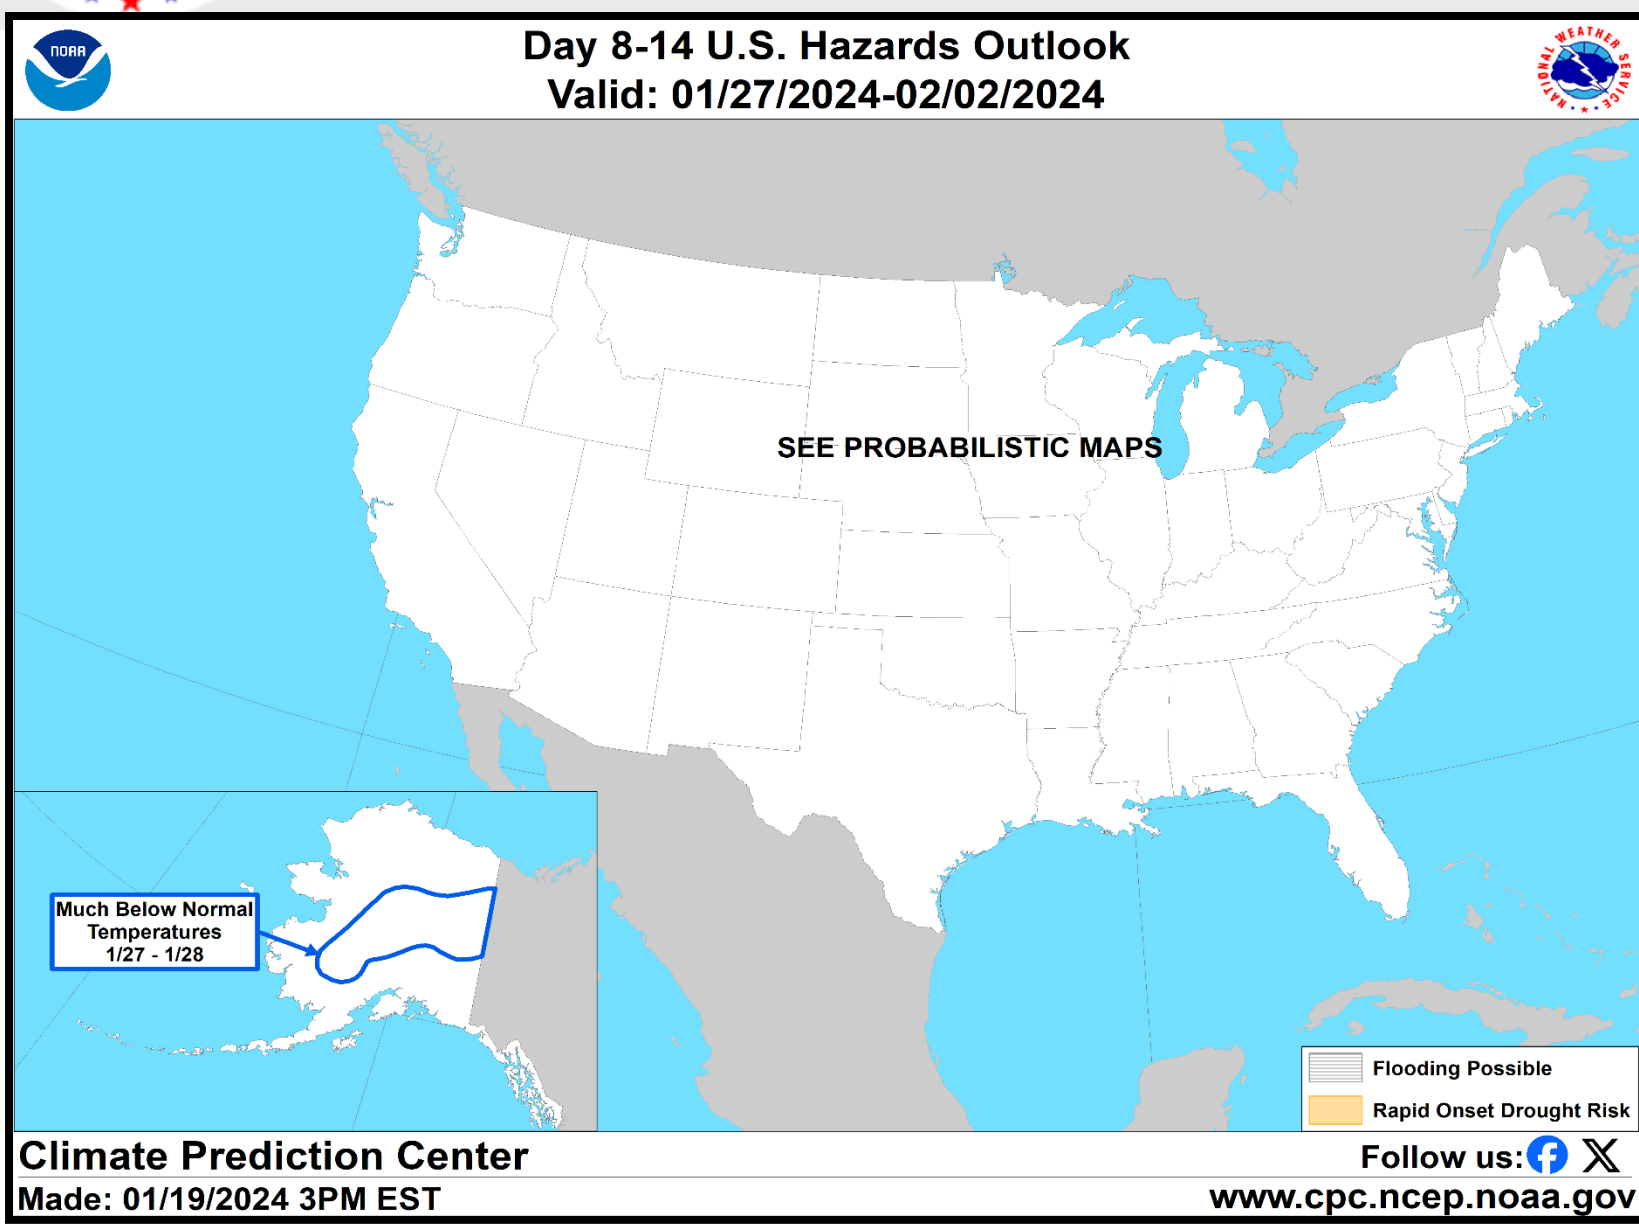 NOAA
Day 8-14 U.S. Hazards Outlook
Valid: 01/27/2024-02/02/2024
NATIONAL WEATHER SERVICE
SEE PROBABILISTIC MAPS
Much Below Normal
Temperatures
1/27 - 1/28
Flooding Possible
Rapid Onset Drought Risk
Climate Prediction Center
Follow us:
Made: 01/19/2024 3PM EST
www.cpc.ncep.noaa.gov